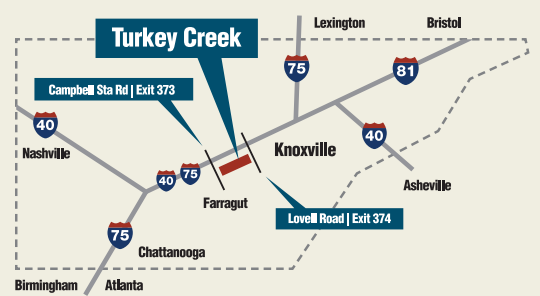 Lexington
Bristol
Turkey Creek
75
81
Campbell Sta Rd | Exit 373
40
Nashville
40
Knoxville
40
75
Asheville
Farragut
Lovell Road | Exit 374
75
Chattanooga
Birmingham
Atlanta